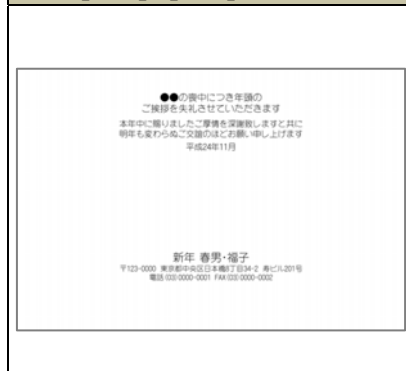 ●●の喪中につき年頭の
ご挨拶を失礼させていただきます
本年中に賜りましたご厚情を深謝致しますと共に
明年も変わらぬご交誼のほどお願い申し上げます
平成24年11月
新年 春男・福子
〒123-0000 東京都中央区日本橋8丁目34-2 寿ビル201号
電話(03)0000-0001 FAX(03)0000-0002